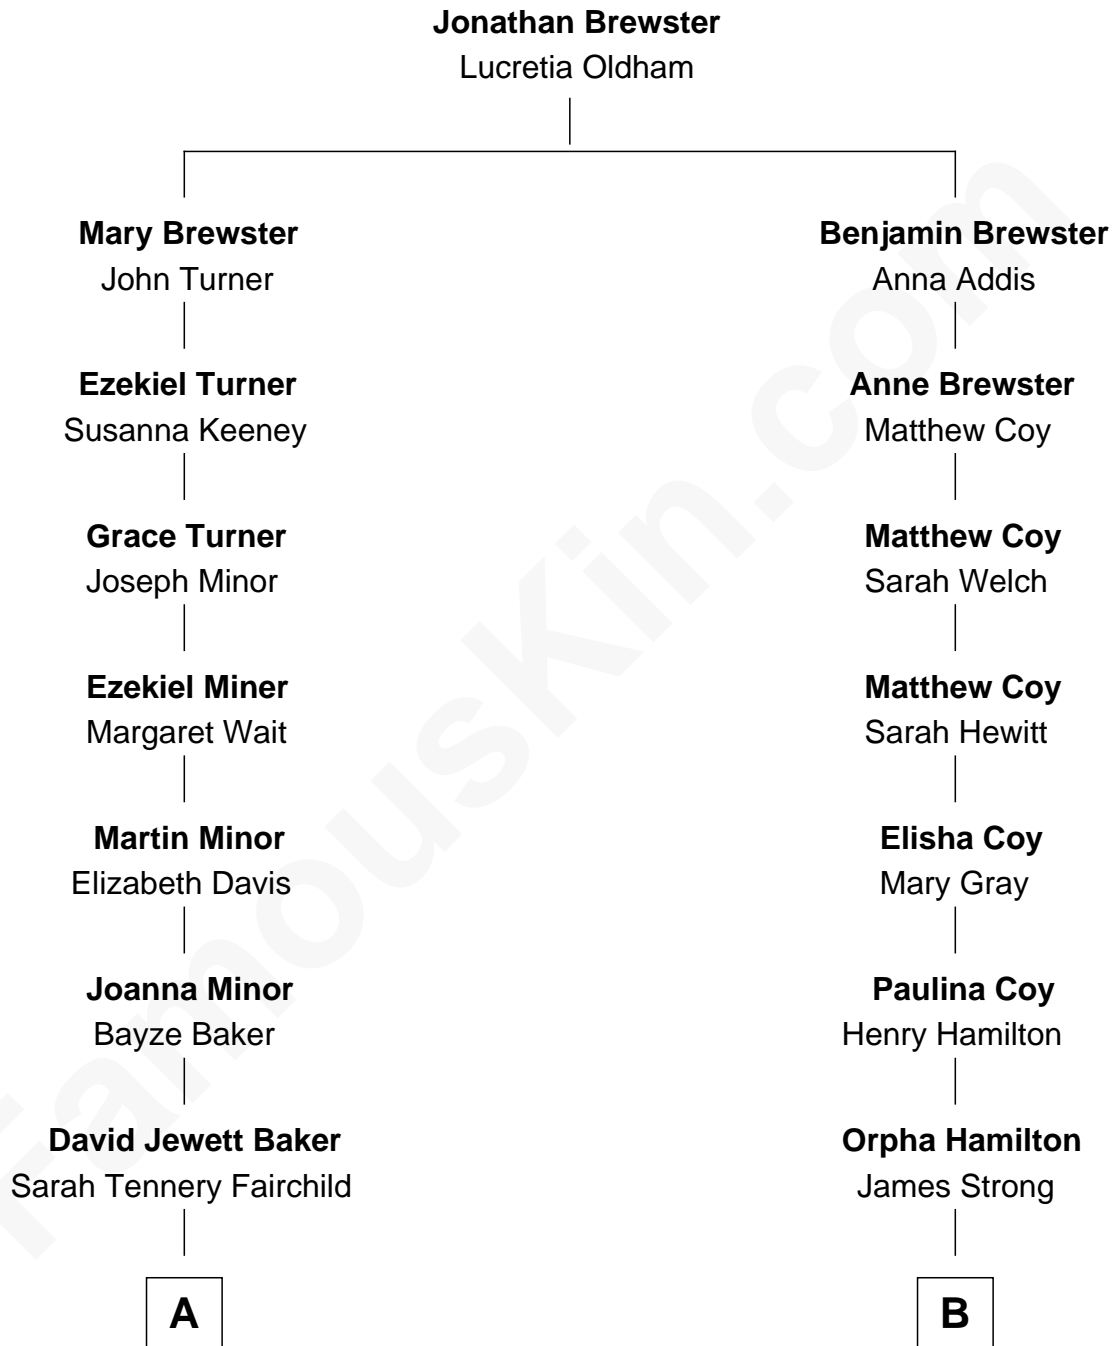 Jonathan Brewster
Lucretia Oldham
Mary Brewster
John Turner
Benjamin Brewster
Anna Addis
Ezekiel Turner
Susanna Keeney
Anne Brewster
Matthew Coy
Grace Turner
Joseph Minor
Matthew Coy
Sarah Welch
Ezekiel Miner
Margaret Wait
Matthew Coy
Sarah Hewitt
Martin Minor
Elizabeth Davis
Elisha Coy
Mary Gray
Joanna Minor
Bayze Baker
Paulina Coy
Henry Hamilton
David Jewett Baker
Sarah Tennery Fairchild
Orpha Hamilton
James Strong
A
B
FamousKin.com